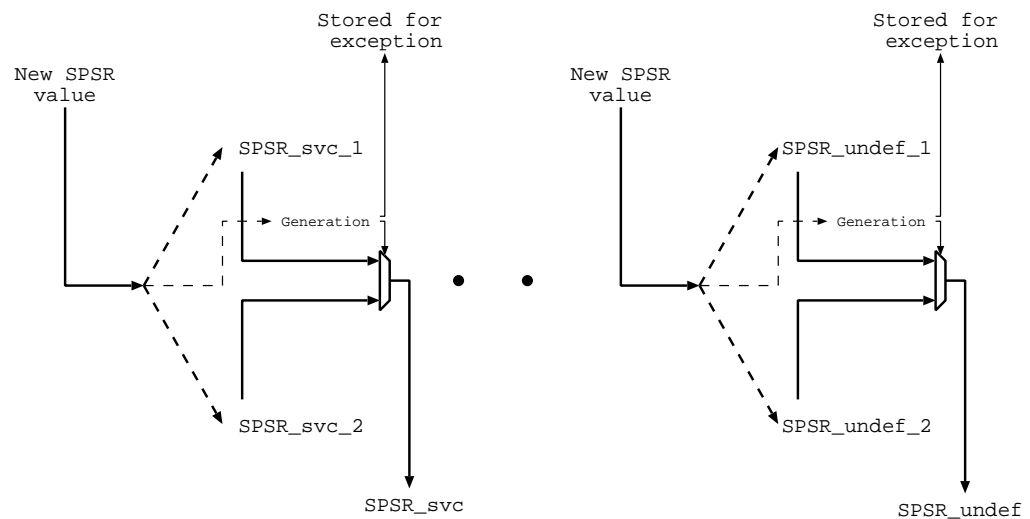 Stored for
exception
New SPSR
value
SPSR_svc_1
Generation
SPSR_svc_2
SPSR_svc
Stored for
exception
New SPSR
value
SPSR_undef_1
Generation
SPSR_undef_2
SPSR_undef